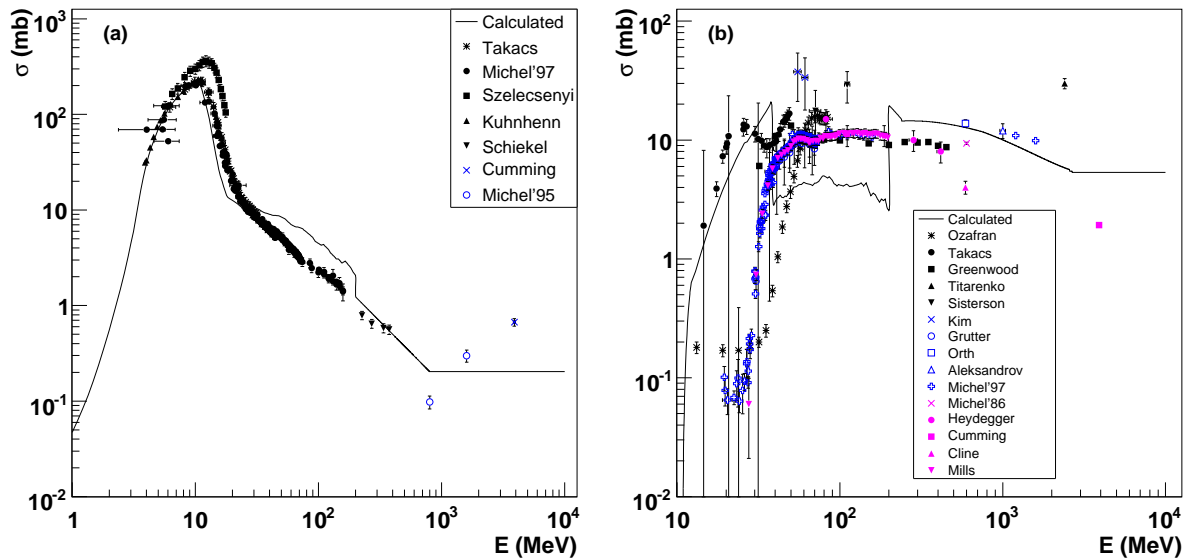 σ (mb)
(a)
10³
10²
10
1
10⁻¹
10⁻²
1
10
10²
10³
10⁴
E (MeV)
Calculated
Takacs
Michel'97
Szelecsenyi
Kuhnhenn
Schiekel
Cumming
Michel'95
σ (mb)
(b)
10²
10
1
10⁻¹
10⁻²
10
10²
10³
10⁴
E (MeV)
Calculated
Ozafran
Takacs
Greenwood
Titarenko
Sisterson
Kim
Grutter
Orth
Aleksandrov
Michel'97
Michel'86
Heydegger
Cumming
Cline
Mills